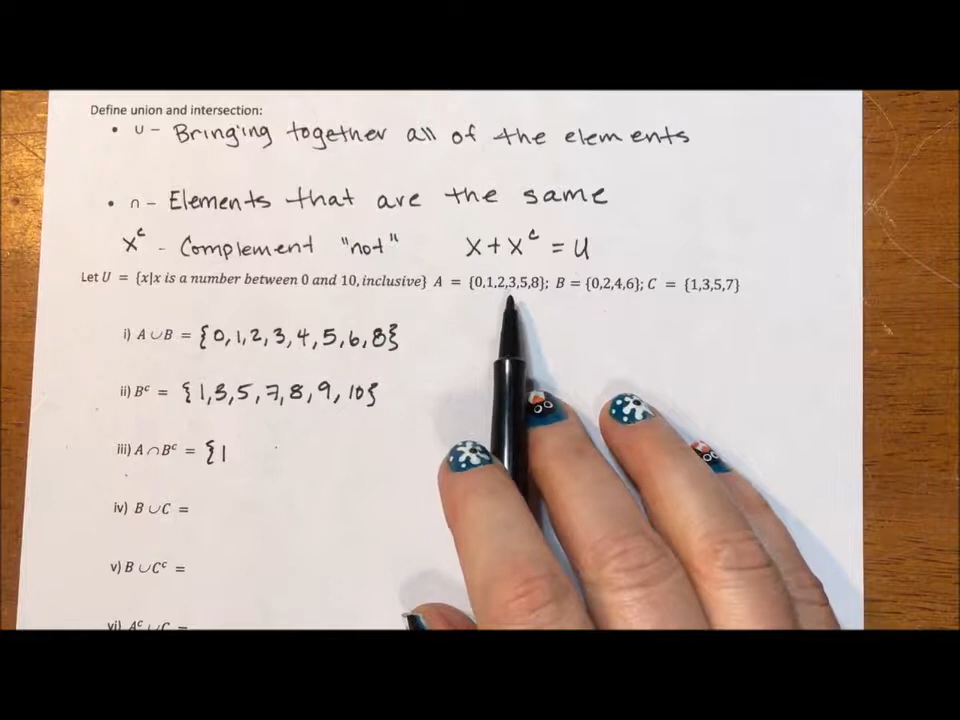 Define union and intersection:
• ∪ - Bringing together all of the elements
• ∩ - Elements that are the same
X^c - Complement "not" X + X^c = U
Let U = {x|x is a number between 0 and 10, inclusive} A = {0,1,2,3,5,8}; B = {0,2,4,6}; C = {1,3,5,7}
i) A ∪ B = {0, 1, 2, 3, 4, 5, 6, 8}
ii) B^c = {1, 3, 5, 7, 8, 9, 10}
iii) A ∩ B^c = {1
iv) B ∪ C =
v) B ∪ C^c =
vi) A^c ∪ C =